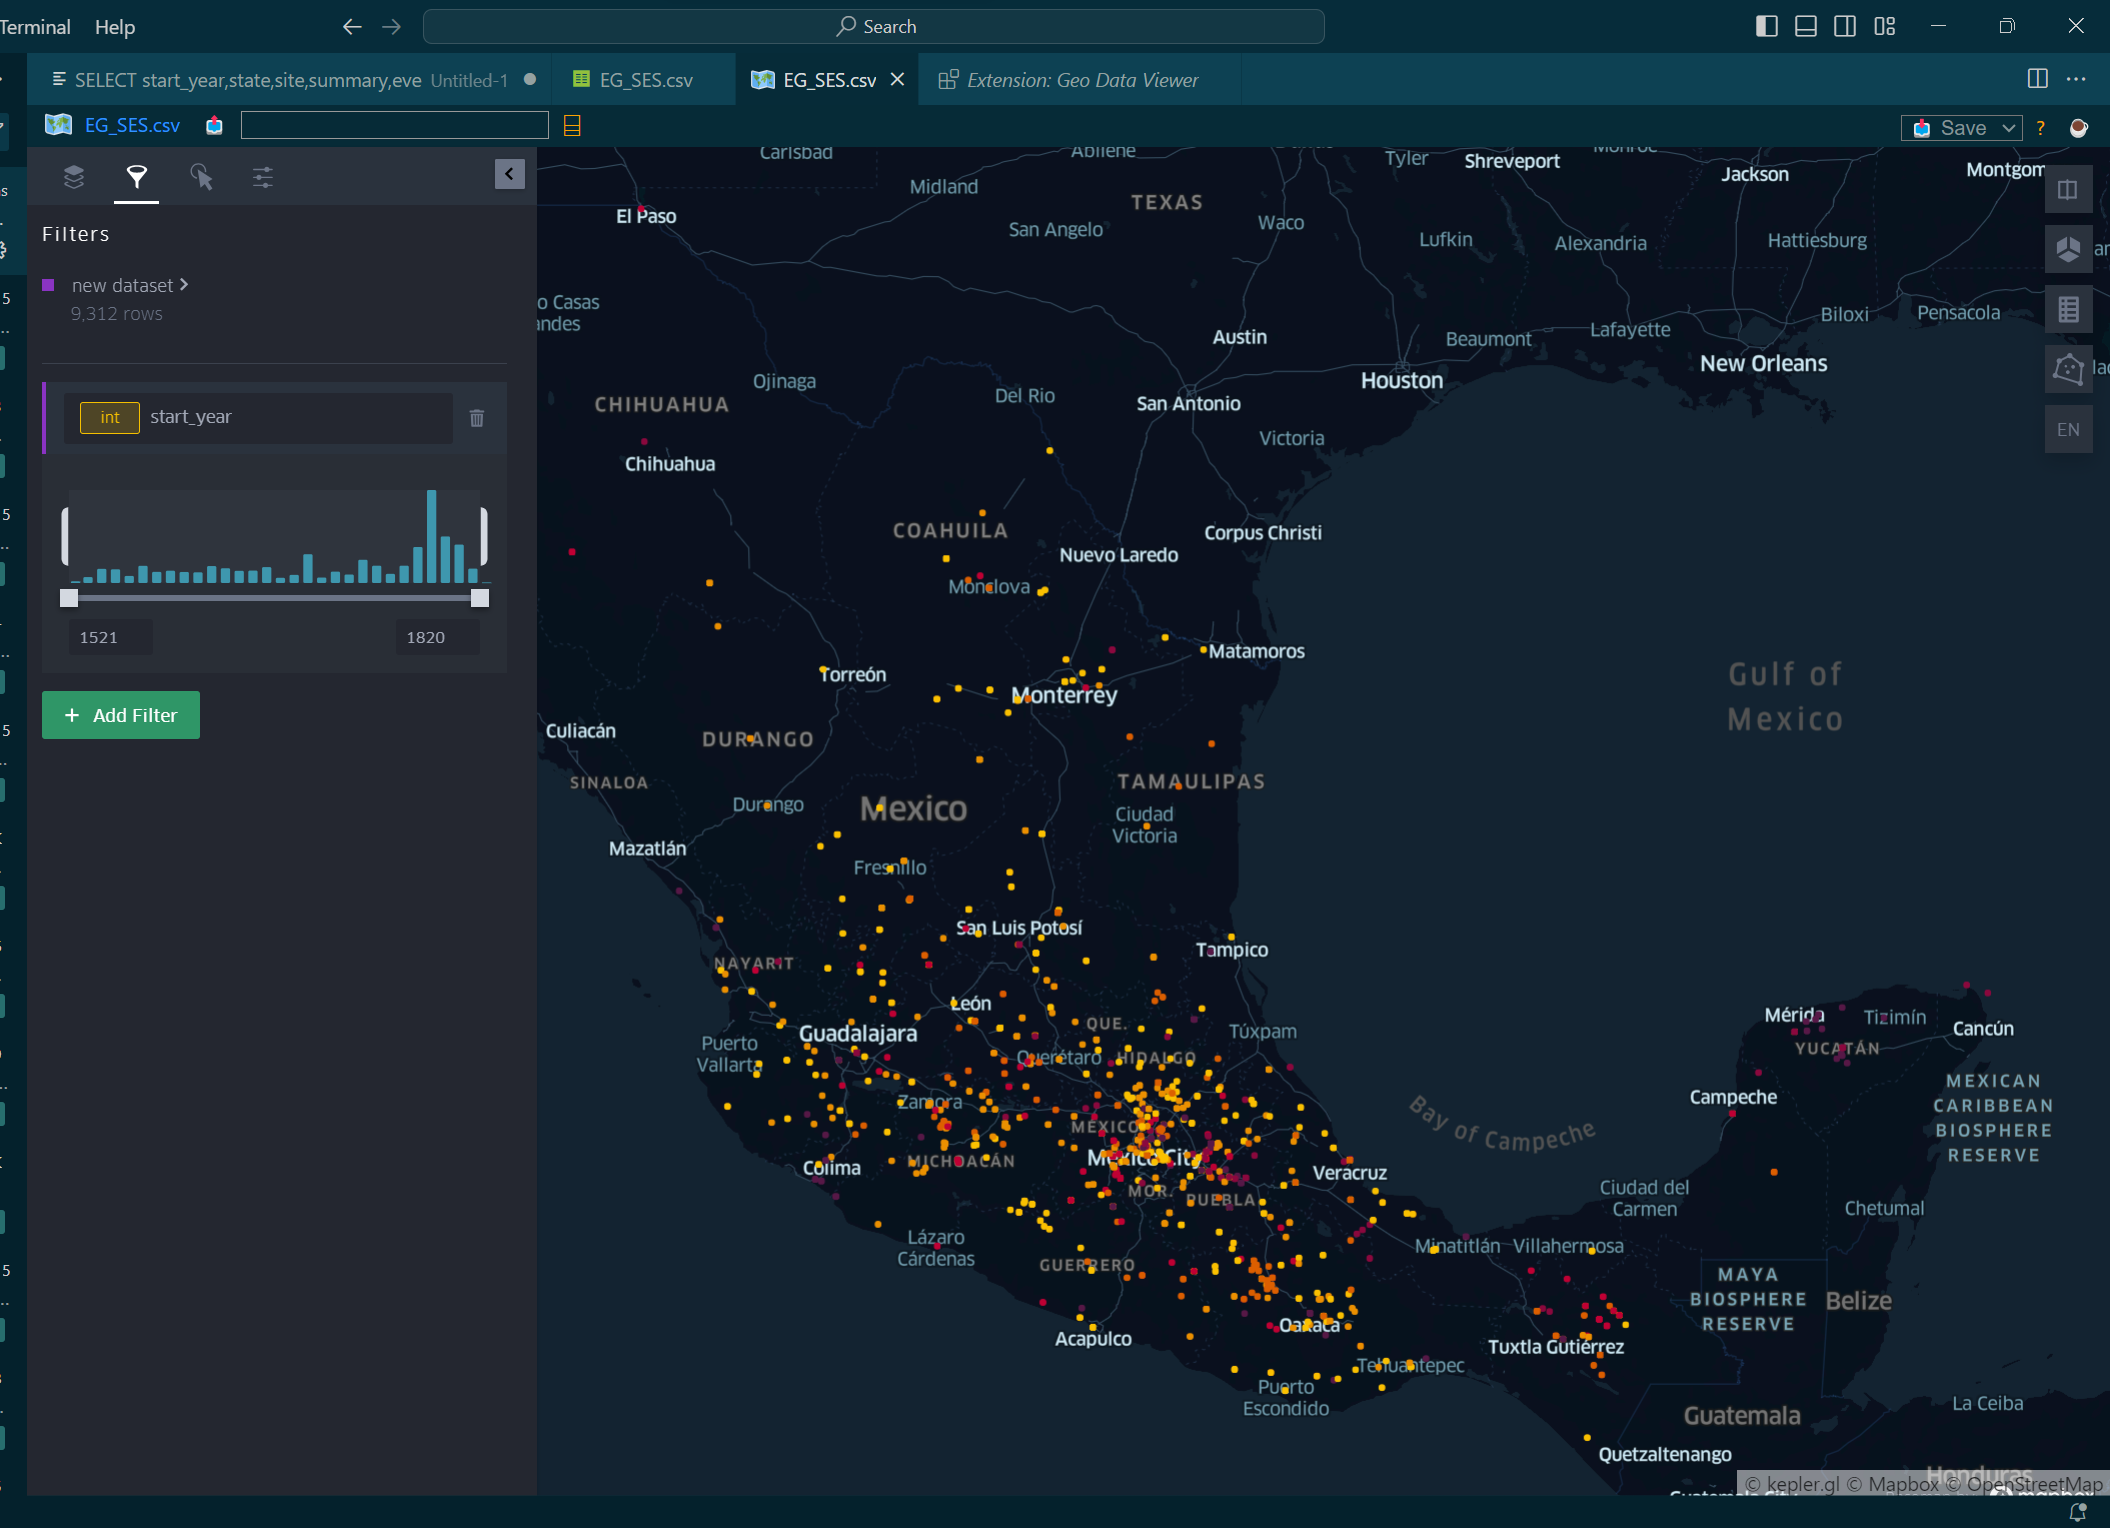 Terminal Help
Search
SELECT start_year,state,site,summary,eve Untitled-1
EG_SES.csv
EG_SES.csv
Extension: Geo Data Viewer
EG_SES.csv
Save
?
Filters
new dataset
9,312 rows
int start_year
1521
1820
+ Add Filter
Carlsbad
Abilene
Tyler
Shreveport
Monroe
Jackson
Montgom
Midland
TEXAS
El Paso
San Angelo
Waco
Lufkin
Alexandria
Hattiesburg
o Casas
andes
Austin
Beaumont
Lafayette
Biloxi
Pensacola
Ojinaga
Houston
New Orleans
CHIHUAHUA
Del Rio
San Antonio
EN
Victoria
Chihuahua
COAHUILA
Corpus Christi
Nuevo Laredo
Monclova
Matamoros
Torreón
Monterrey
Gulf of
Mexico
Culiacán
DURANGO
SINALOA
TAMAULIPAS
Durango
Mexico
Ciudad
Victoria
Mazatlán
Fresnillo
San Luis Potosí
Tampico
NAYARIT
León
Mérida
Tizimín
Cancún
Guadalajara
QUE.
Túxpam
Puerto
Vallarta
Querétaro
HIDALGO
YUCATÁN
Zamora
Campeche
MEXICAN
CARIBBEAN
BIOSPHERE
RESERVE
MÉXICO
Bay of Campeche
Colima
MICHOACÁN
Mexico City
Veracruz
MOR.
PUEBLA
Ciudad del
Carmen
Chetumal
Lázaro
Cárdenas
GUERRERO
Minatitlán
Villahermosa
MAYA
BIOSPHERE
RESERVE
Belize
Acapulco
Oaxaca
Tuxtla Gutiérrez
Tehuantepec
Puerto
Escondido
La Ceiba
Guatemala
Quetzaltenango
Honduras
© kepler.gl © Mapbox © OpenStreetMap
Guatemala City
mapbox